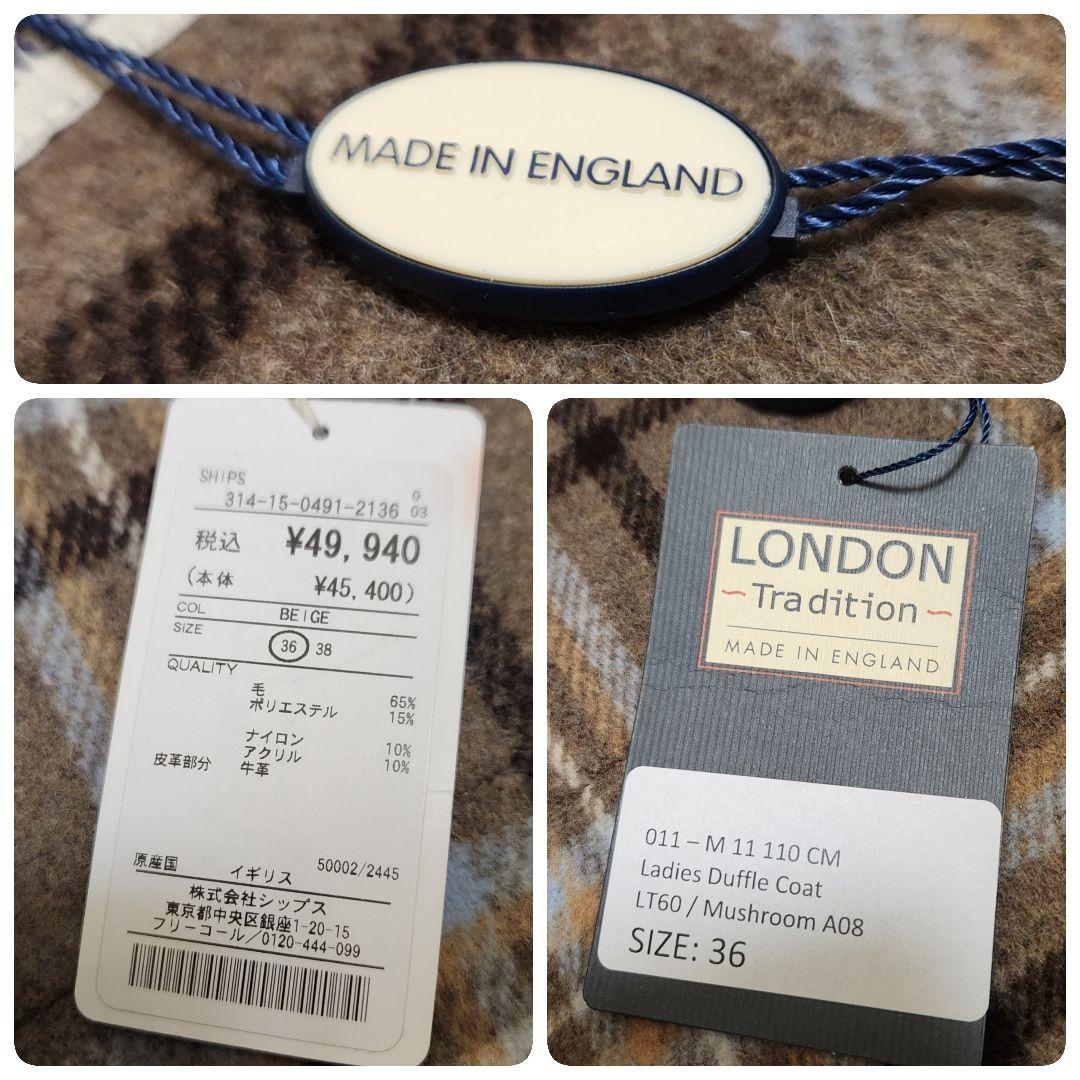 MADE IN ENGLAND
SHIPS
314-15-0491-2136 0 03
税込 ¥49,940
(本体 ¥45,400)
COL BEIGE
SIZE 36 38
QUALITY
毛 65%
ポリエステル 15%
ナイロン 10%
アクリル 10%
皮革部分 牛革
原産国 イギリス 50002/2445
株式会社シップス
東京都中央区銀座1-20-15
フリーコール/0120-444-099
LONDON
Tradition
MADE IN ENGLAND
011 – M 11 110 CM
Ladies Duffle Coat
LT60 / Mushroom A08
SIZE: 36